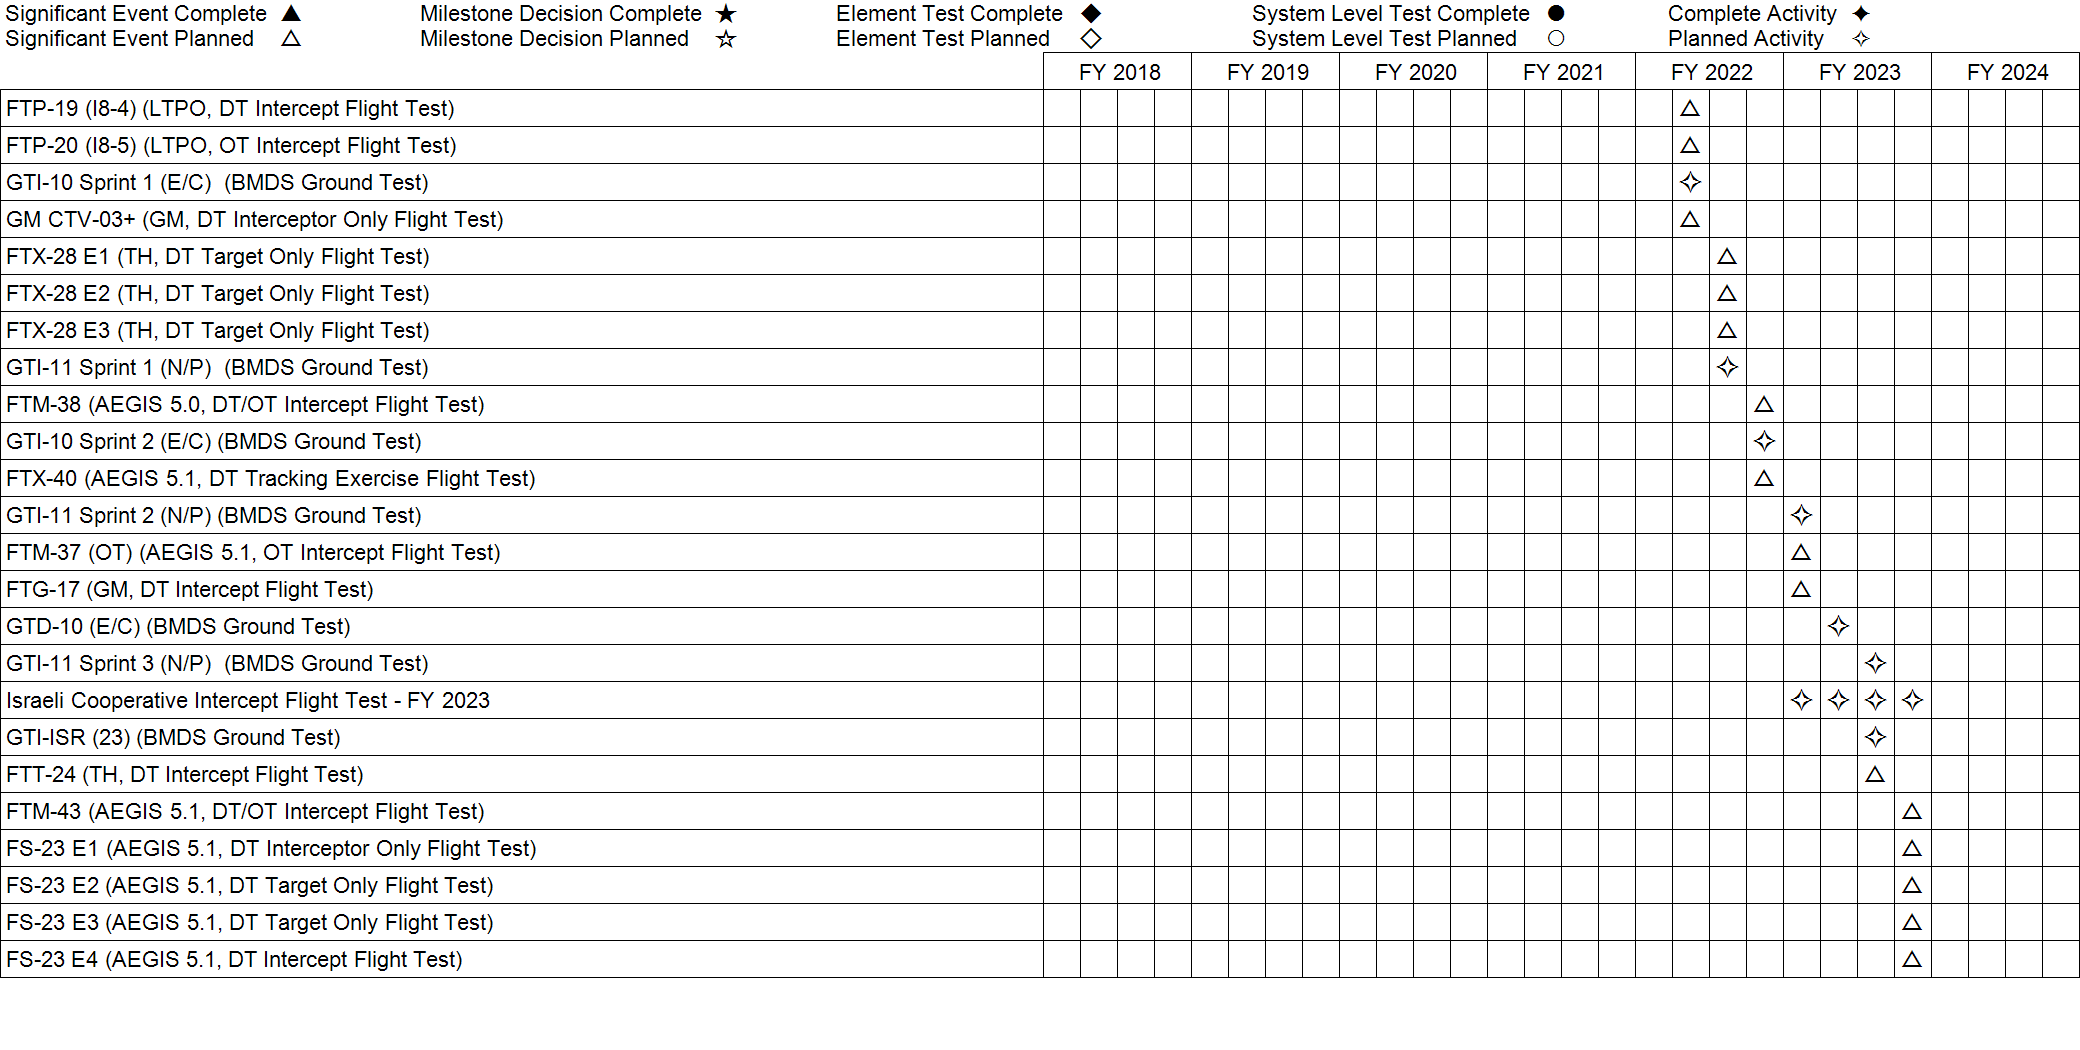 Significant Event Complete ▲ Milestone Decision Complete ★ Element Test Complete ◆ System Level Test Complete ● Complete Activity ✦
Significant Event Planned △ Milestone Decision Planned ☆ Element Test Planned ◇ System Level Test Planned ○ Planned Activity ✧
FY 2018 FY 2019 FY 2020 FY 2021 FY 2022 FY 2023 FY 2024
FTP-19 (I8-4) (LTPO, DT Intercept Flight Test) △
FTP-20 (I8-5) (LTPO, OT Intercept Flight Test) △
GTI-10 Sprint 1 (E/C) (BMDS Ground Test) ✧
GM CTV-03+ (GM, DT Interceptor Only Flight Test) △
FTX-28 E1 (TH, DT Target Only Flight Test) △
FTX-28 E2 (TH, DT Target Only Flight Test) △
FTX-28 E3 (TH, DT Target Only Flight Test) △
GTI-11 Sprint 1 (N/P) (BMDS Ground Test) ✧
FTM-38 (AEGIS 5.0, DT/OT Intercept Flight Test) △
GTI-10 Sprint 2 (E/C) (BMDS Ground Test) ✧
FTX-40 (AEGIS 5.1, DT Tracking Exercise Flight Test) △
GTI-11 Sprint 2 (N/P) (BMDS Ground Test) ✧
FTM-37 (OT) (AEGIS 5.1, OT Intercept Flight Test) △
FTG-17 (GM, DT Intercept Flight Test) △
GTD-10 (E/C) (BMDS Ground Test) ✧
GTI-11 Sprint 3 (N/P) (BMDS Ground Test) ✧
Israeli Cooperative Intercept Flight Test - FY 2023 ✧ ✧ ✧ ✧
GTI-ISR (23) (BMDS Ground Test) ✧
FTT-24 (TH, DT Intercept Flight Test) △
FTM-43 (AEGIS 5.1, DT/OT Intercept Flight Test) △
FS-23 E1 (AEGIS 5.1, DT Interceptor Only Flight Test) △
FS-23 E2 (AEGIS 5.1, DT Target Only Flight Test) △
FS-23 E3 (AEGIS 5.1, DT Target Only Flight Test) △
FS-23 E4 (AEGIS 5.1, DT Intercept Flight Test) △